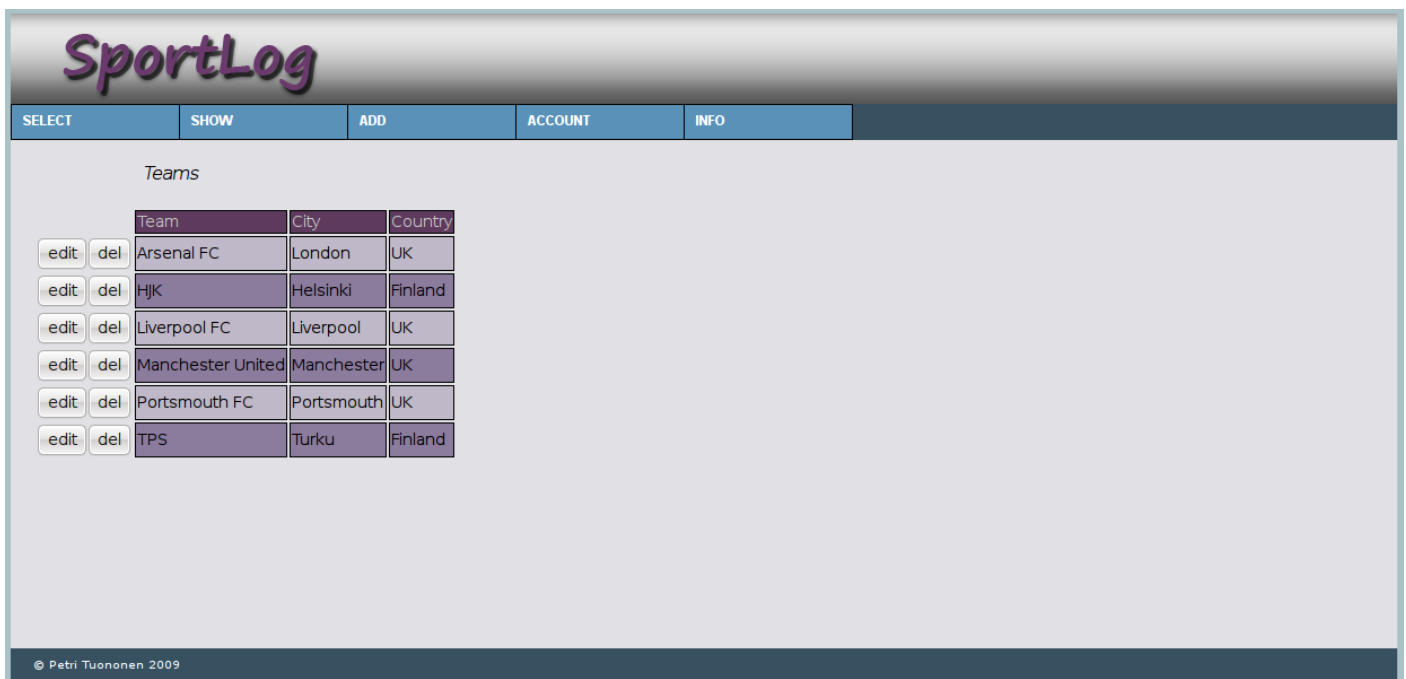 SportLog
SELECT SHOW ADD ACCOUNT INFO
Teams
Team City Country
edit del Arsenal FC London UK
edit del HJK Helsinki Finland
edit del Liverpool FC Liverpool UK
edit del Manchester United Manchester UK
edit del Portsmouth FC Portsmouth UK
edit del TPS Turku Finland
© Petri Tuononen 2009